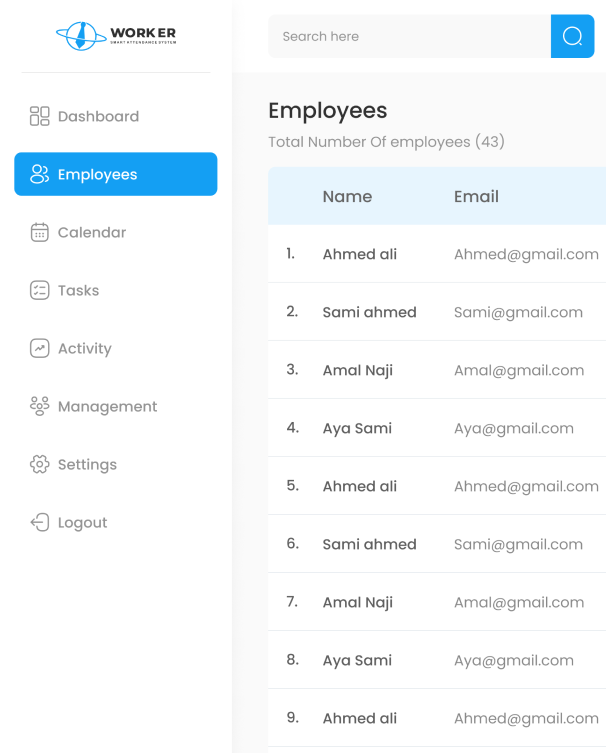 WORKER
SMART ATTENDANCE SYSTEM
Dashboard
Employees
Calendar
Tasks
Activity
Management
Settings
Logout
Search here
Employees
Total Number Of employees (43)
Name Email
1. Ahmed ali Ahmed@gmail.com
2. Sami ahmed Sami@gmail.com
3. Amal Naji Amal@gmail.com
4. Aya Sami Aya@gmail.com
5. Ahmed ali Ahmed@gmail.com
6. Sami ahmed Sami@gmail.com
7. Amal Naji Amal@gmail.com
8. Aya Sami Aya@gmail.com
9. Ahmed ali Ahmed@gmail.com